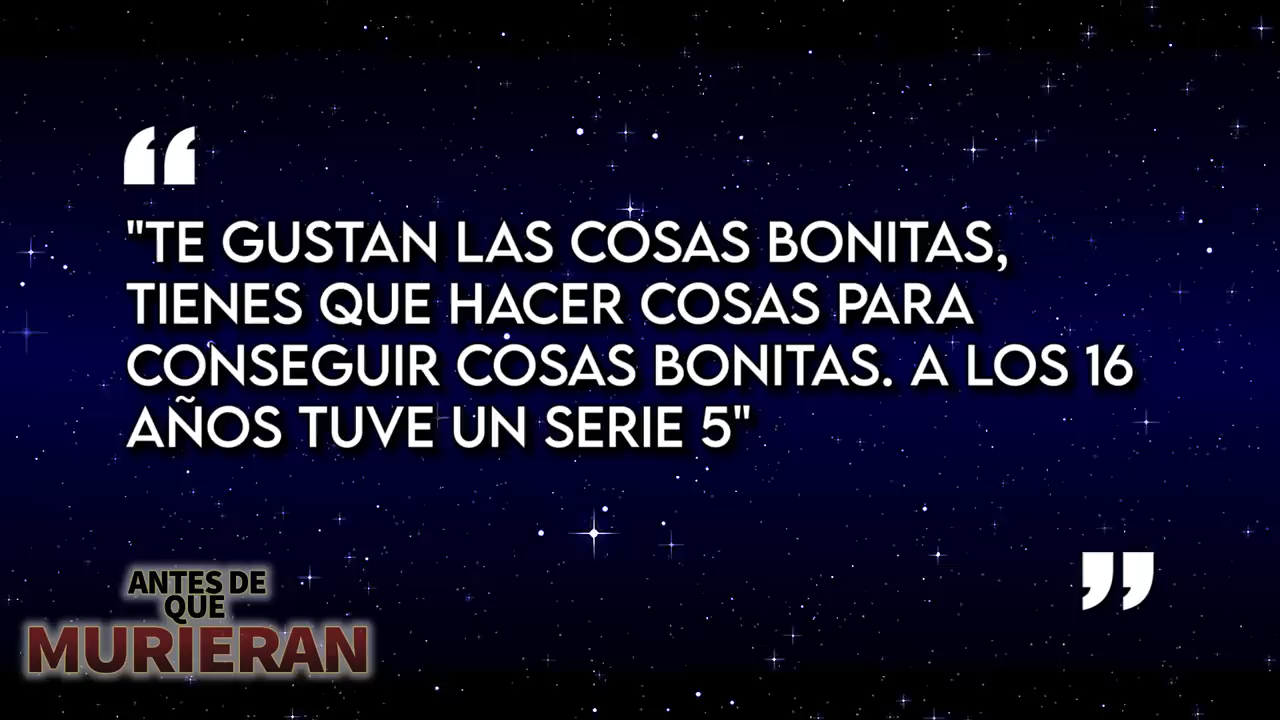 “
"TE GUSTAN LAS COSAS BONITAS,
TIENES QUE HACER COSAS PARA
CONSEGUIR COSAS BONITAS. A LOS 16
AÑOS TUVE UN SERIE 5"
”
ANTES DE
QUE
MURIERAN